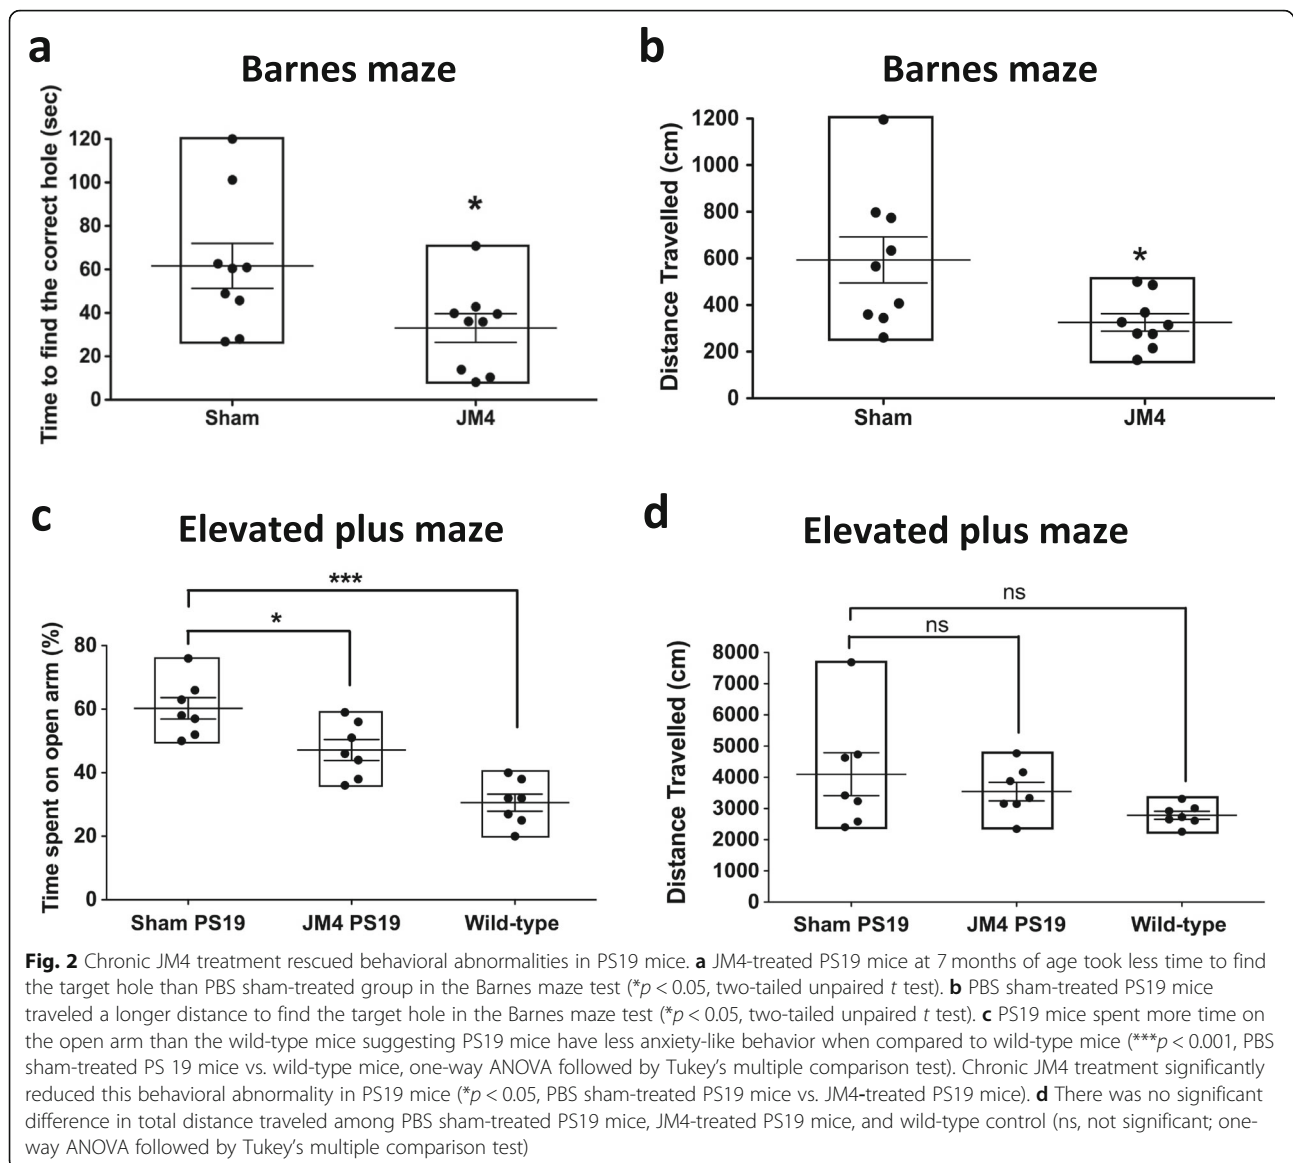 a
Barnes maze
Time to find the correct hole (sec)
120
100
80
60
40
20
0
*
Sham
JM4
b
Barnes maze
Distance Travelled (cm)
1200
1000
800
600
400
200
0
*
Sham
JM4
c
Elevated plus maze
***
*
Time spent on open arm (%)
80
60
40
20
0
Sham PS19
JM4 PS19
Wild-type
d
Elevated plus maze
ns
ns
Distance Travelled (cm)
8000
7000
6000
5000
4000
3000
2000
1000
0
Sham PS19
JM4 PS19
Wild-type
Fig. 2 Chronic JM4 treatment rescued behavioral abnormalities in PS19 mice. a JM4-treated PS19 mice at 7 months of age took less time to find
the target hole than PBS sham-treated group in the Barnes maze test (*p < 0.05, two-tailed unpaired t test). b PBS sham-treated PS19 mice
traveled a longer distance to find the target hole in the Barnes maze test (*p < 0.05, two-tailed unpaired t test). c PS19 mice spent more time on
the open arm than the wild-type mice suggesting PS19 mice have less anxiety-like behavior when compared to wild-type mice (***p < 0.001, PBS
sham-treated PS 19 mice vs. wild-type mice, one-way ANOVA followed by Tukey's multiple comparison test). Chronic JM4 treatment significantly
reduced this behavioral abnormality in PS19 mice (*p < 0.05, PBS sham-treated PS19 mice vs. JM4-treated PS19 mice). d There was no significant
difference in total distance traveled among PBS sham-treated PS19 mice, JM4-treated PS19 mice, and wild-type control (ns, not significant; one-
way ANOVA followed by Tukey's multiple comparison test)